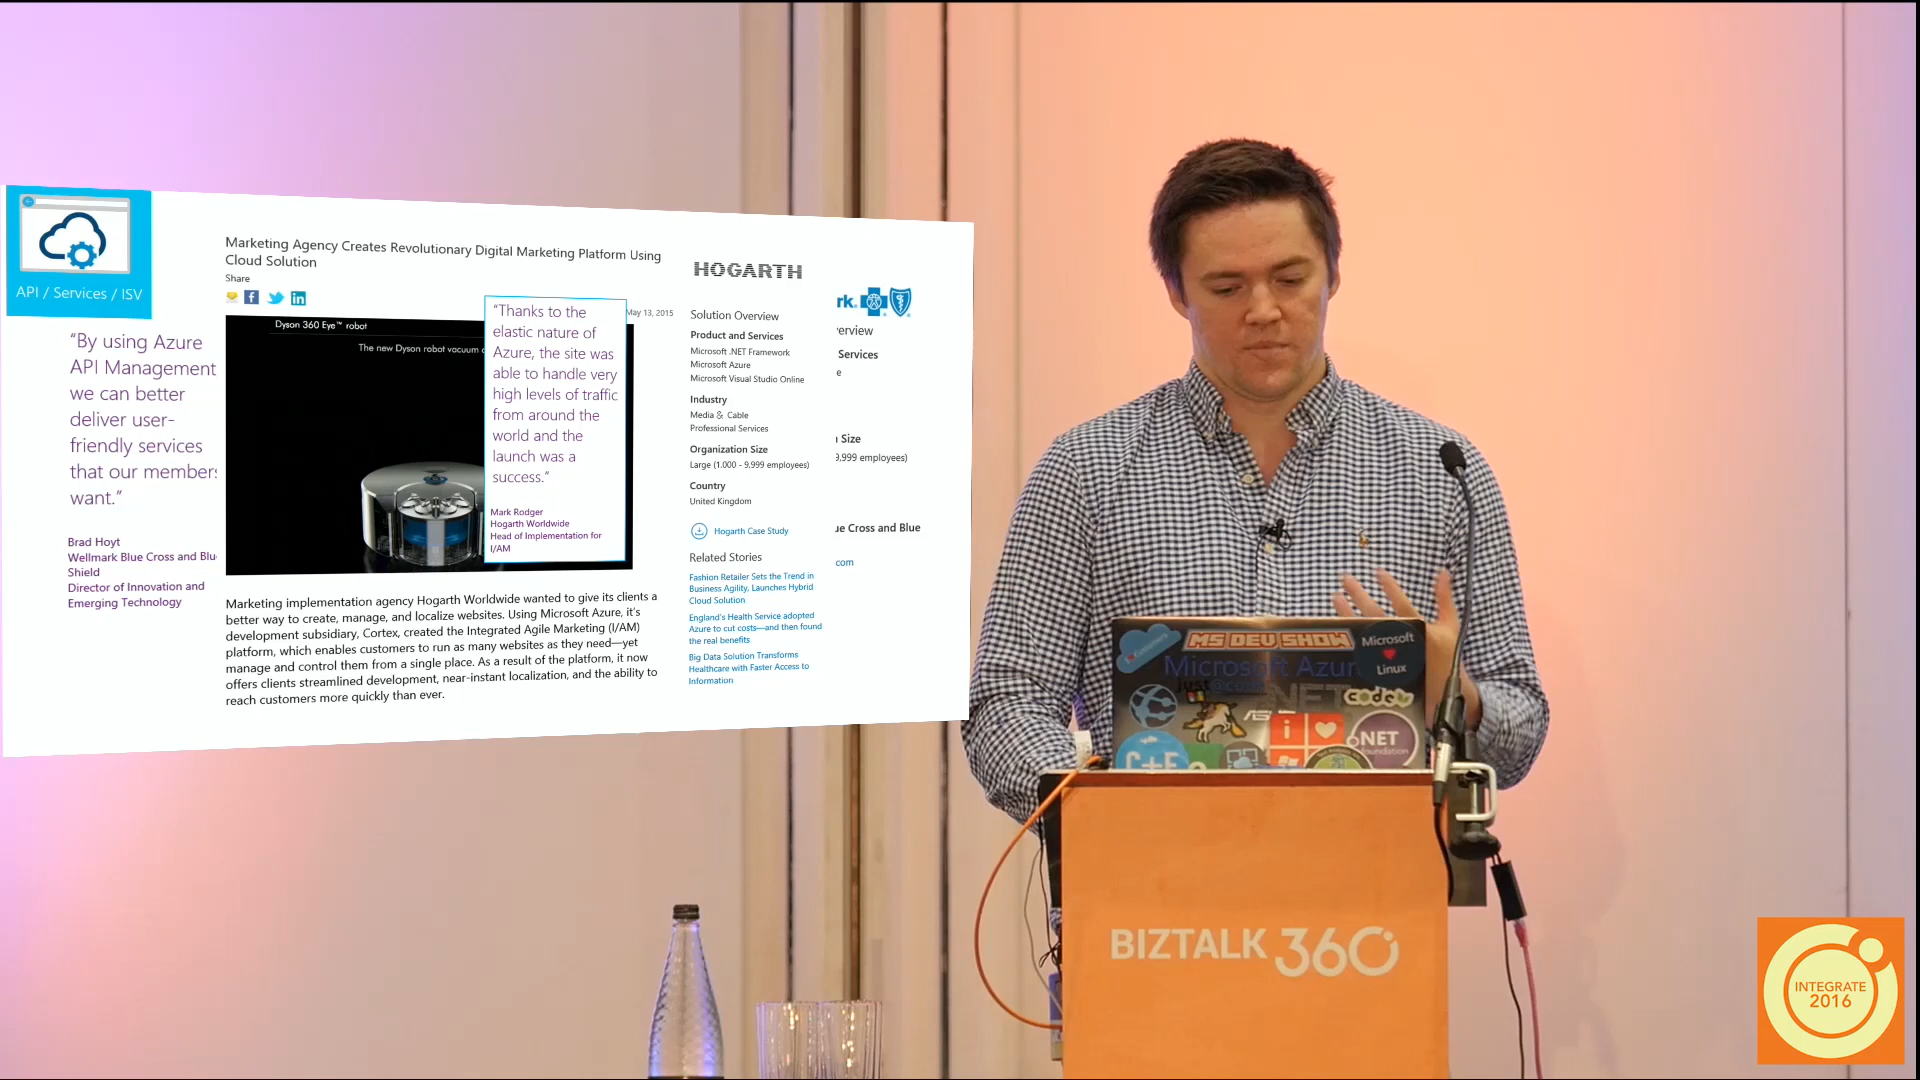 API / Services / ISV
"By using Azure
API Management
we can better
deliver user-
friendly services
that our members
want."
Brad Hoyt
Wellmark Blue Cross and Blu
Shield
Director of Innovation and
Emerging Technology
Marketing Agency Creates Revolutionary Digital Marketing Platform Using
Cloud Solution
Share
May 13, 2015
Dyson 360 Eye™ robot
The new Dyson robot vacuum
"Thanks to the
elastic nature of
Azure, the site was
able to handle very
high levels of traffic
from around the
world and the
launch was a
success."
Mark Rodger
Hogarth Worldwide
Head of Implementation for
I/AM
Marketing implementation agency Hogarth Worldwide wanted to give its clients a
better way to create, manage, and localize websites. Using Microsoft Azure, it's
development subsidiary, Cortex, created the Integrated Agile Marketing (I/AM)
platform, which enables customers to run as many websites as they need—yet
manage and control them from a single place. As a result of the platform, it now
offers clients streamlined development, near-instant localization, and the ability to
reach customers more quickly than ever.
HOGARTH
Solution Overview
Product and Services
Microsoft .NET Framework
Microsoft Azure
Microsoft Visual Studio Online
Industry
Media & Cable
Professional Services
Organization Size
Large (1,000 - 9,999 employees)
Country
United Kingdom
Hogarth Case Study
Related Stories
Fashion Retailer Sets the Trend in
Business Agility, Launches Hybrid
Cloud Solution
England's Health Service adopted
Azure to cut costs—and then found
the real benefits
Big Data Solution Transforms
Healthcare with Faster Access to
Information
rk.
erview
Services
e
Size
9,999 employees)
ue Cross and Blue
com
MS DEV SHOW
Microsoft
Linux
Microsoft Azur
just
.NET
code
i
.NET
foundation
C++
BIZTALK 360
INTEGRATE
2016